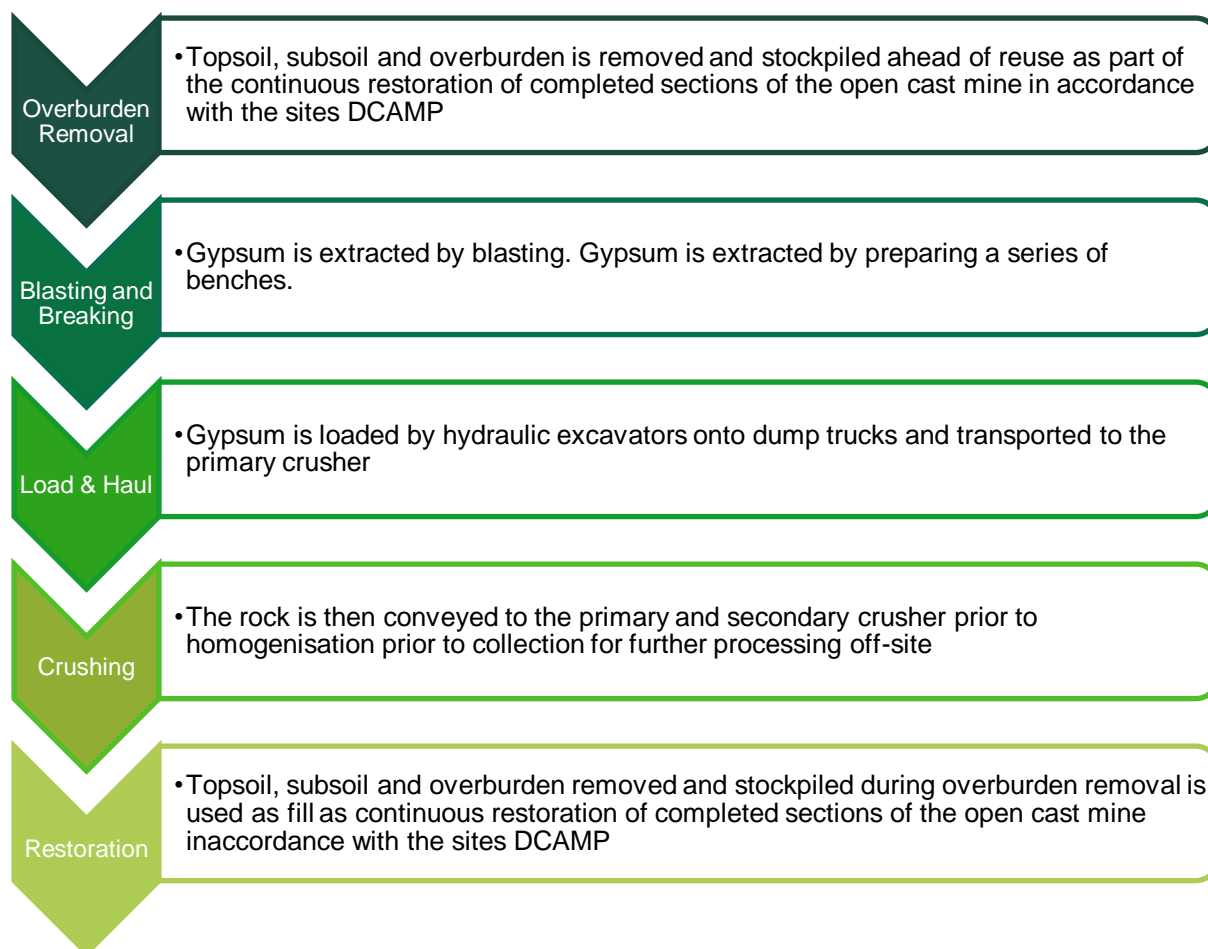 Overburden
Removal
•Topsoil, subsoil and overburden is removed and stockpiled ahead of reuse as part of
the continuous restoration of completed sections of the open cast mine in accordance
with the sites DCAMP
Blasting and
Breaking
•Gypsum is extracted by blasting. Gypsum is extracted by preparing a series of
benches.
Load & Haul
•Gypsum is loaded by hydraulic excavators onto dump trucks and transported to the
primary crusher
Crushing
•The rock is then conveyed to the primary and secondary crusher prior to
homogenisation prior to collection for further processing off-site
Restoration
•Topsoil, subsoil and overburden removed and stockpiled during overburden removal is
used as fill as continuous restoration of completed sections of the open cast mine
inaccordance with the sites DCAMP